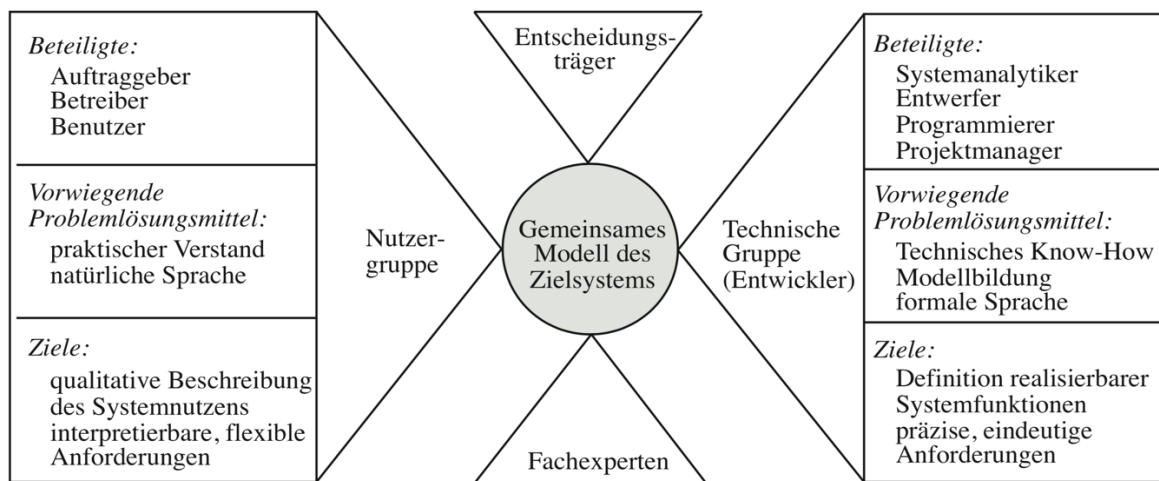 Beteiligte:
Auftraggeber
Betreiber
Benutzer
Vorwiegende
Problemlösungsmittel:
praktischer Verstand
natürliche Sprache
Ziele:
qualitative Beschreibung
des Systemnutzens
interpretierbare, flexible
Anforderungen
Nutzer-
gruppe
Entscheidungs-
träger
Gemeinsames
Modell des
Zielsystems
Fachexperten
Technische
Gruppe
(Entwickler)
Beteiligte:
Systemanalytiker
Entwerfer
Programmierer
Projektmanager
Vorwiegende
Problemlösungsmittel:
Technisches Know-How
Modellbildung
formale Sprache
Ziele:
Definition realisierbarer
Systemfunktionen
präzise, eindeutige
Anforderungen